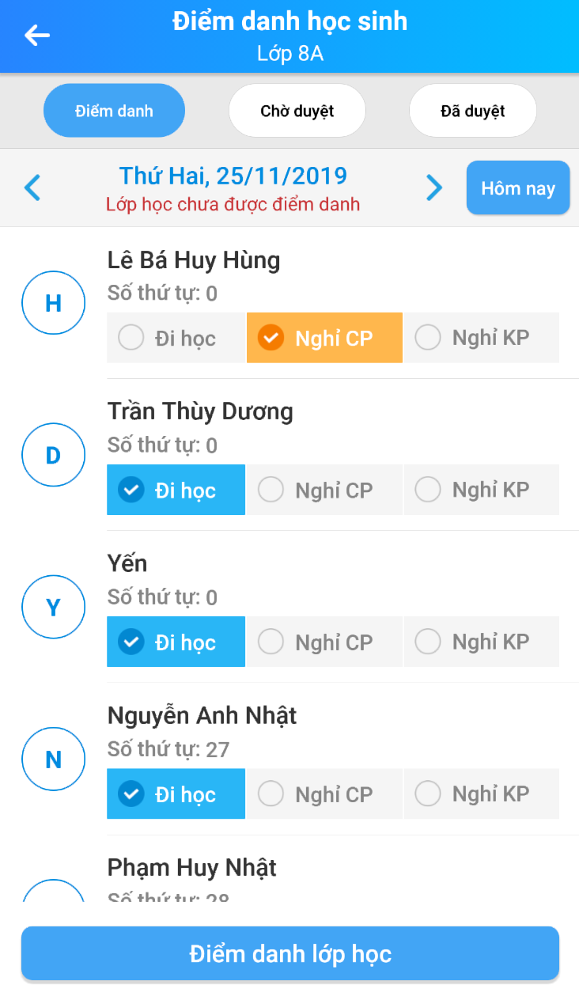 Điểm danh học sinh
Lớp 8A
Điểm danh
Chờ duyệt
Đã duyệt
Thứ Hai, 25/11/2019
Lớp học chưa được điểm danh
Hôm nay
H
Lê Bá Huy Hùng
Số thứ tự: 0
Đi học
Nghỉ CP
Nghỉ KP
D
Trần Thùy Dương
Số thứ tự: 0
Đi học
Nghỉ CP
Nghỉ KP
Y
Yến
Số thứ tự: 0
Đi học
Nghỉ CP
Nghỉ KP
N
Nguyễn Anh Nhật
Số thứ tự: 27
Đi học
Nghỉ CP
Nghỉ KP
Phạm Huy Nhật
Số thứ tự: 28
Điểm danh lớp học